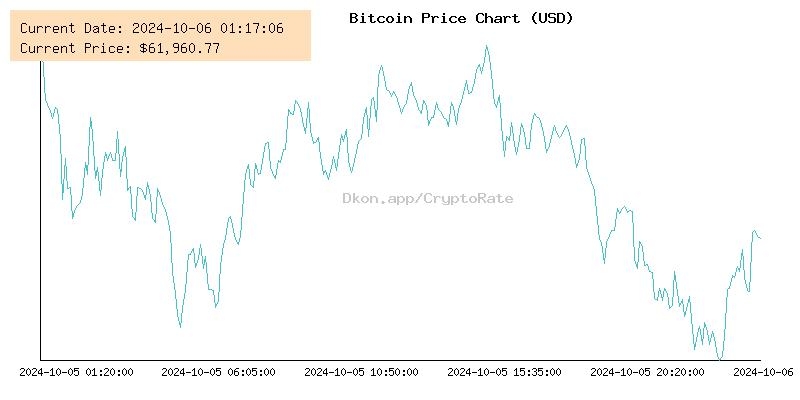 Bitcoin Price Chart (USD)
Current Date: 2024-10-06 01:17:06
Current Price: $61,960.77
Dkon.app/CryptoRate
2024-10-05 01:20:00 2024-10-05 06:05:00 2024-10-05 10:50:00 2024-10-05 15:35:00 2024-10-05 20:20:00 2024-10-06